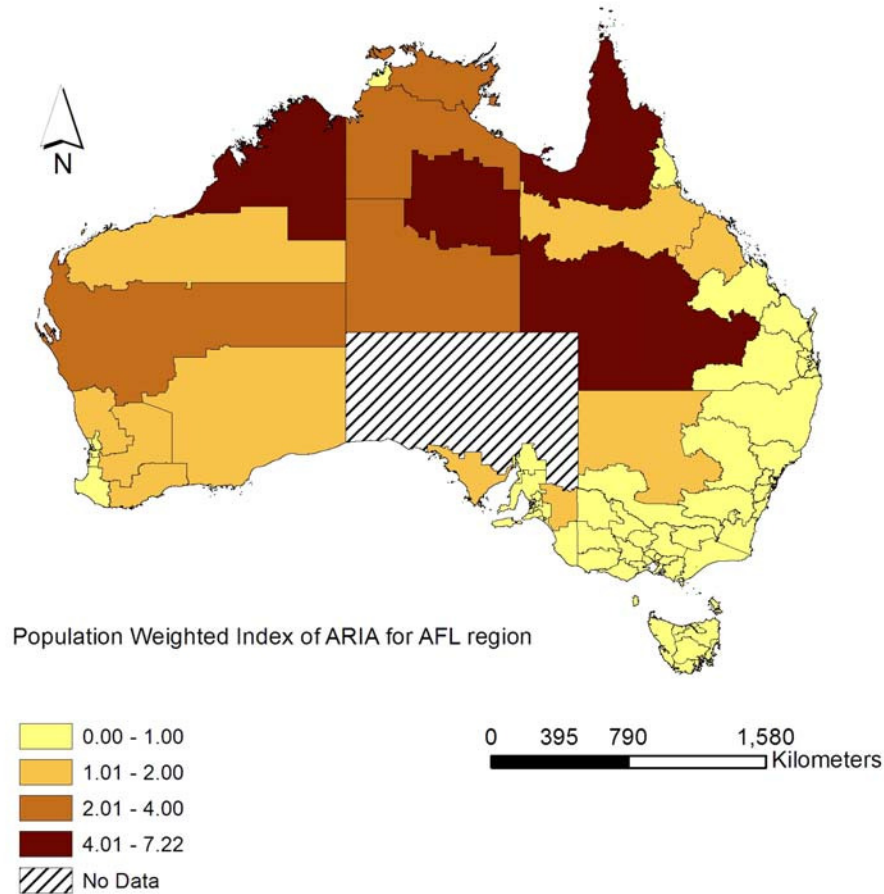 N
Population Weighted Index of ARIA for AFL region
0.00 - 1.00
1.01 - 2.00
2.01 - 4.00
4.01 - 7.22
No Data
0 395 790 1,580
Kilometers